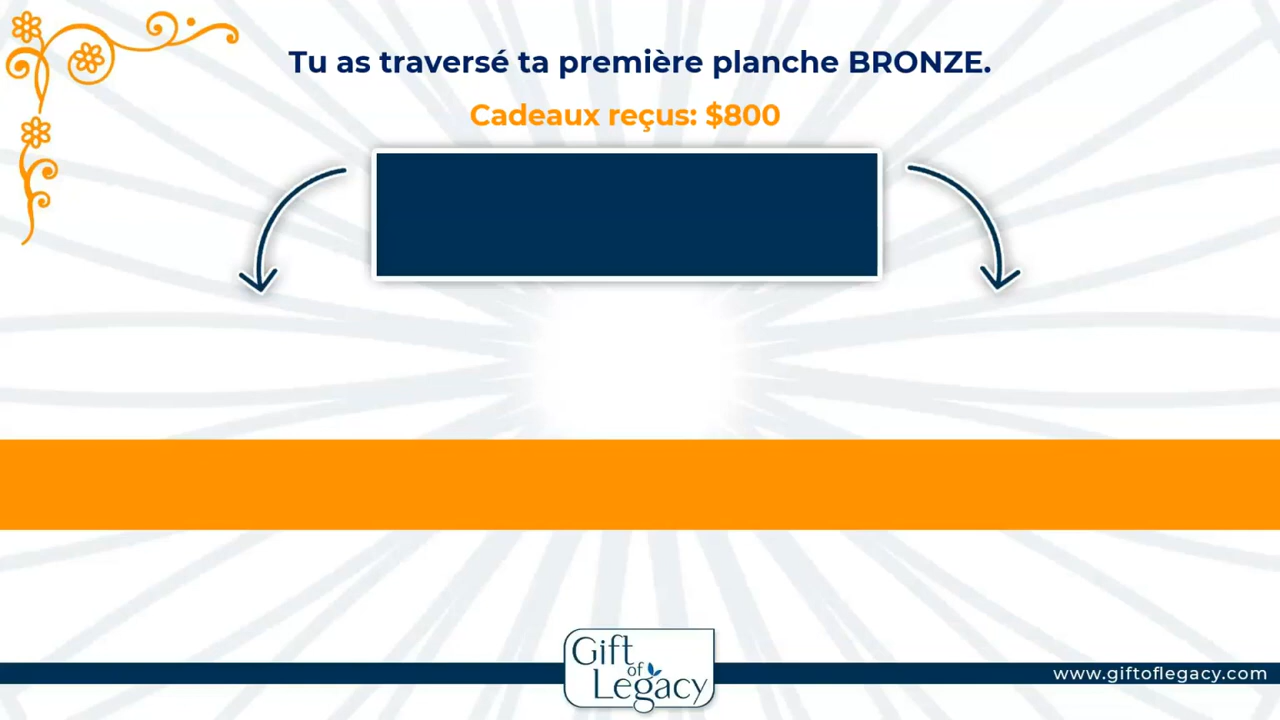 Tu as traversé ta première planche BRONZE.
Cadeaux reçus: $800
Gift
of
Legacy
www.giftoflegacy.com